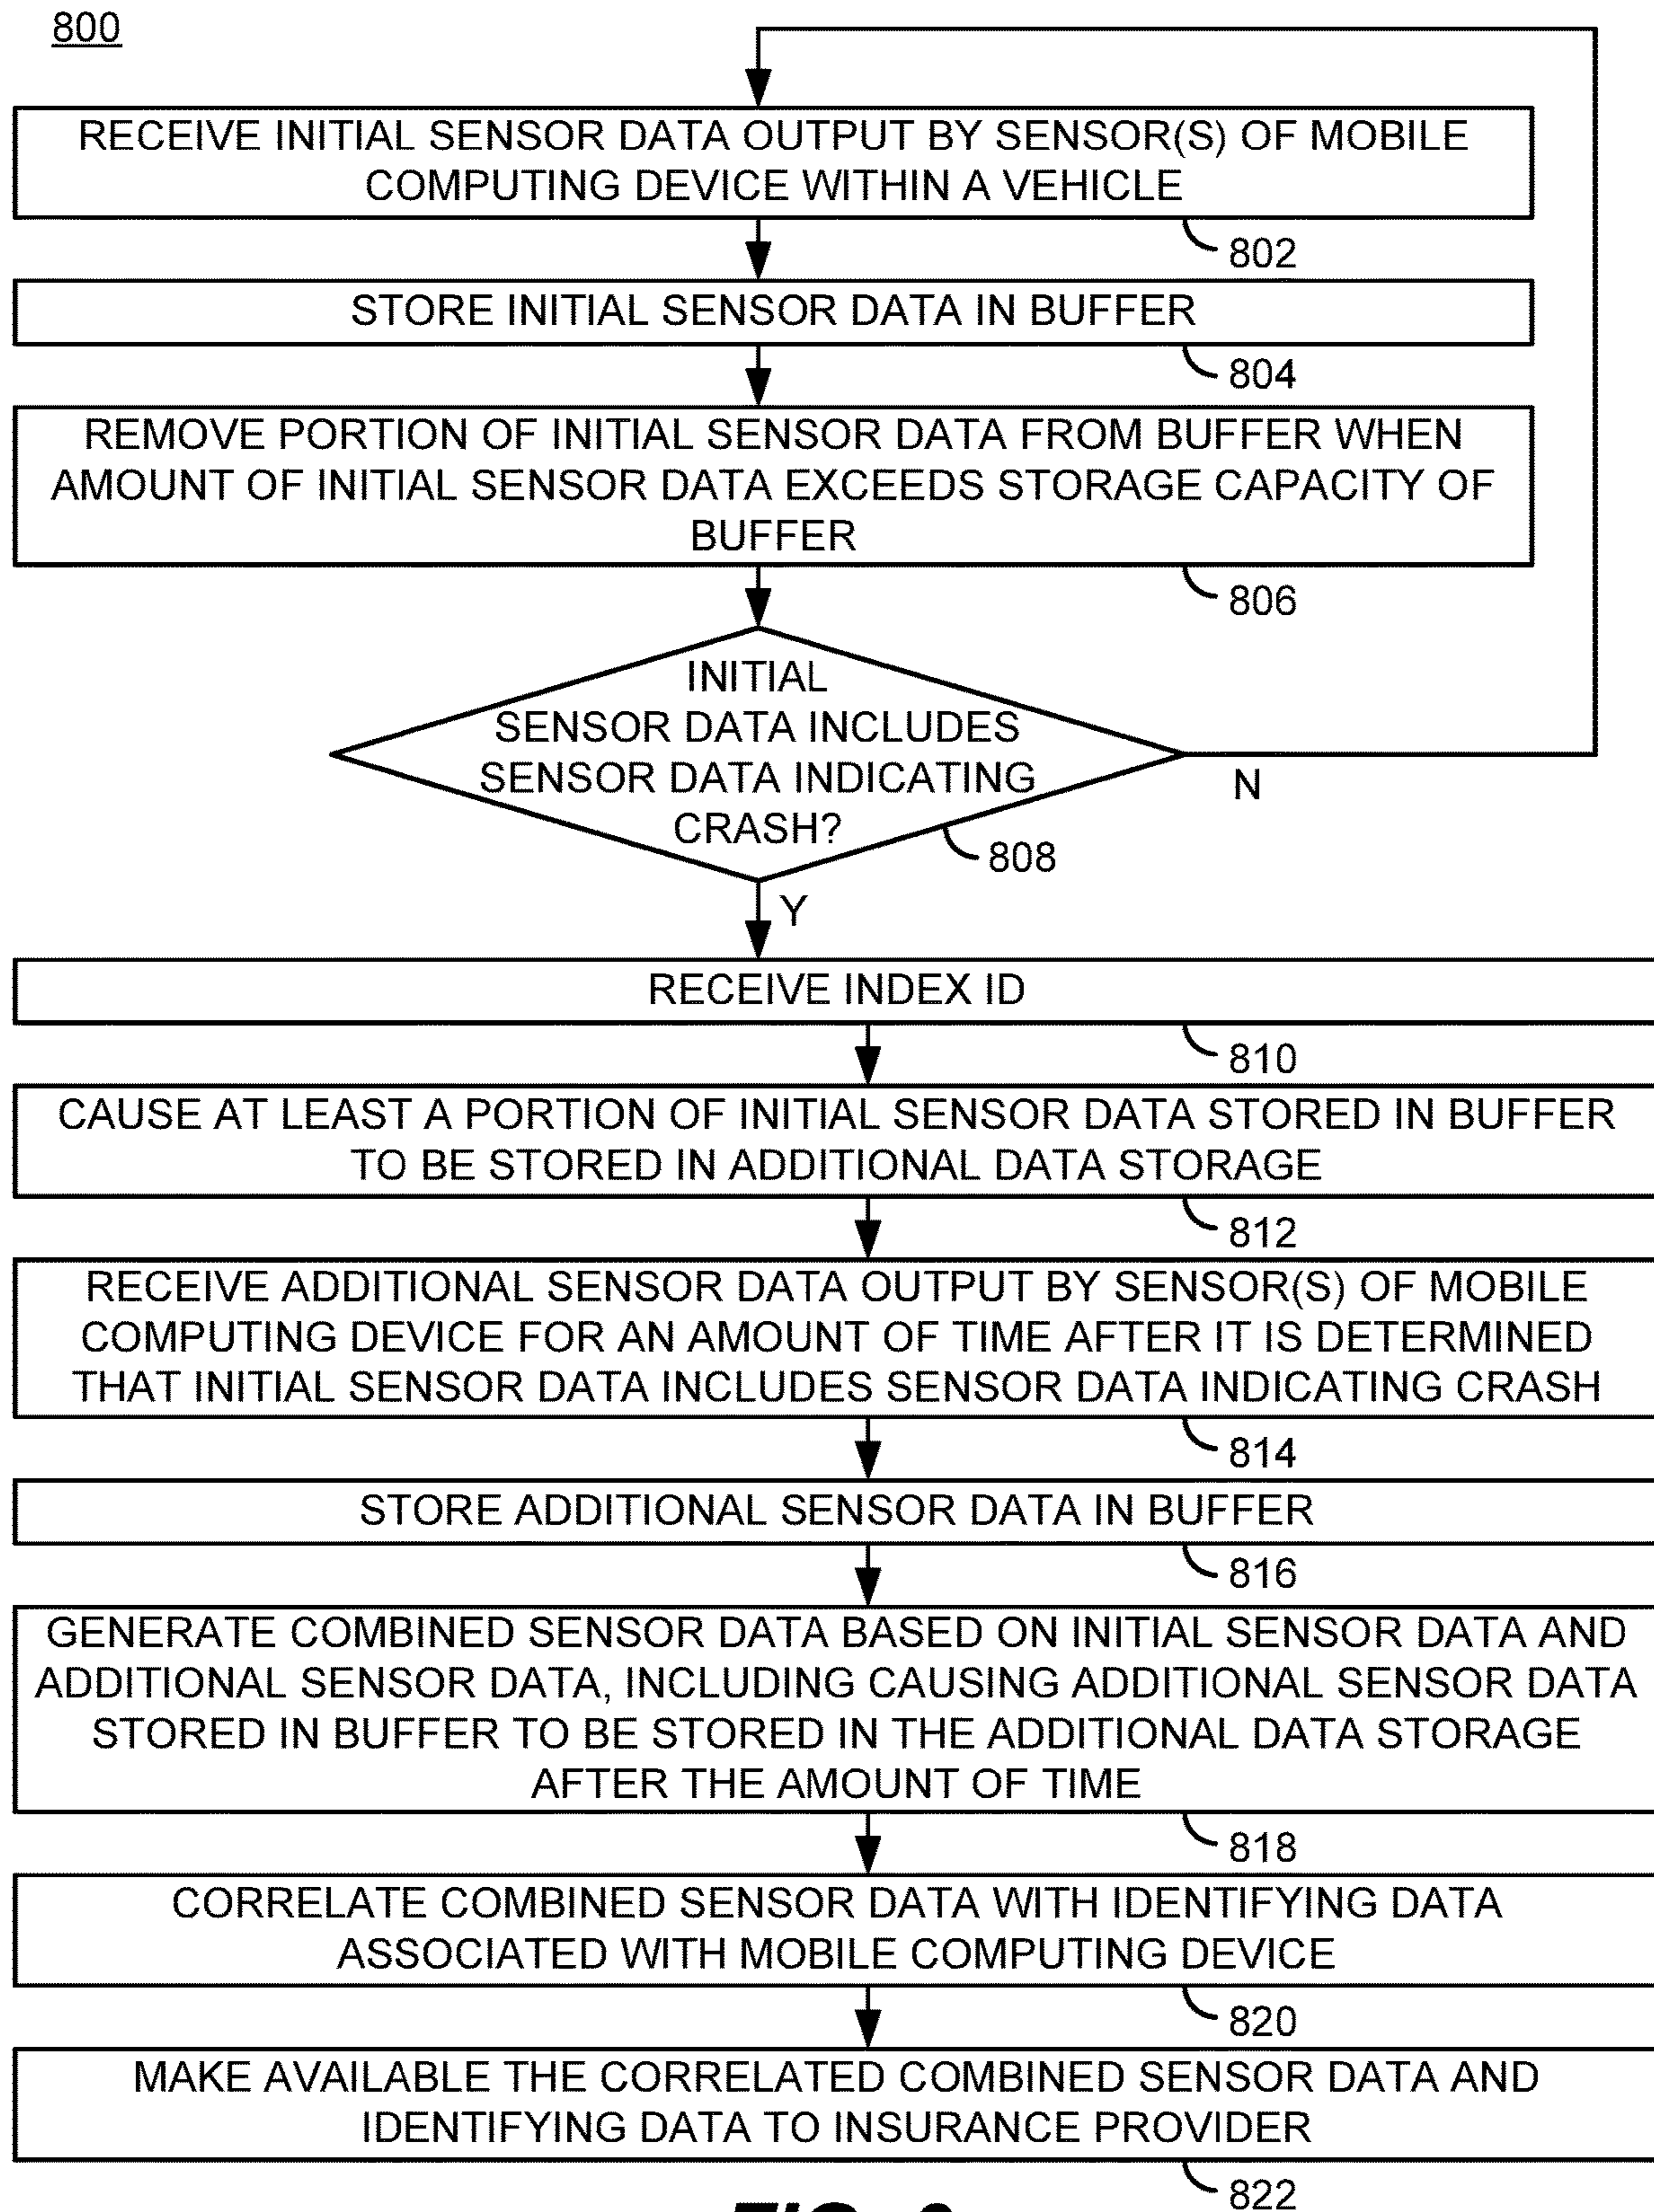 800
RECEIVE INITIAL SENSOR DATA OUTPUT BY SENSOR(S) OF MOBILE
COMPUTING DEVICE WITHIN A VEHICLE
802
STORE INITIAL SENSOR DATA IN BUFFER
804
REMOVE PORTION OF INITIAL SENSOR DATA FROM BUFFER WHEN
AMOUNT OF INITIAL SENSOR DATA EXCEEDS STORAGE CAPACITY OF
BUFFER
806
INITIAL
SENSOR DATA INCLUDES
SENSOR DATA INDICATING
CRASH?
N
808
Y
RECEIVE INDEX ID
810
CAUSE AT LEAST A PORTION OF INITIAL SENSOR DATA STORED IN BUFFER
TO BE STORED IN ADDITIONAL DATA STORAGE
812
RECEIVE ADDITIONAL SENSOR DATA OUTPUT BY SENSOR(S) OF MOBILE
COMPUTING DEVICE FOR AN AMOUNT OF TIME AFTER IT IS DETERMINED
THAT INITIAL SENSOR DATA INCLUDES SENSOR DATA INDICATING CRASH
814
STORE ADDITIONAL SENSOR DATA IN BUFFER
816
GENERATE COMBINED SENSOR DATA BASED ON INITIAL SENSOR DATA AND
ADDITIONAL SENSOR DATA, INCLUDING CAUSING ADDITIONAL SENSOR DATA
STORED IN BUFFER TO BE STORED IN THE ADDITIONAL DATA STORAGE
AFTER THE AMOUNT OF TIME
818
CORRELATE COMBINED SENSOR DATA WITH IDENTIFYING DATA
ASSOCIATED WITH MOBILE COMPUTING DEVICE
820
MAKE AVAILABLE THE CORRELATED COMBINED SENSOR DATA AND
IDENTIFYING DATA TO INSURANCE PROVIDER
822